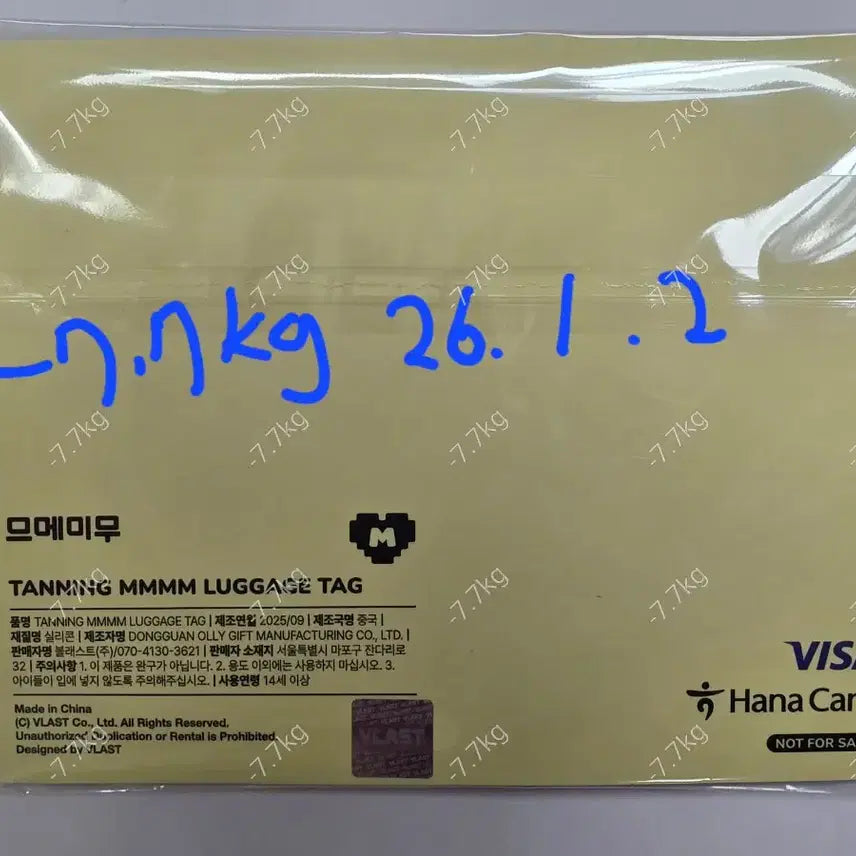 -7.7kg 26.1.2
므메미무
M
TANNING MMMM LUGGAGE TAG
품명 TANNING MMMM LUGGAGE TAG | 제조연월 2025/09 | 제조국명 중국 |
재질명 실리콘 | 제조자명 DONGGUAN OLLY GIFT MANUFACTURING CO., LTD. |
판매자명 블래스트(주)/070-4130-3621 | 판매자 소재지 서울특별시 마포구 잔다리로
32 | 주의사항 1. 이 제품은 완구가 아닙니다. 2. 용도 이외에는 사용하지 마십시오. 3.
아이들이 입에 넣지 않도록 주의해주십시오. | 사용연령 14세 이상
Made in China
(C) VLAST Co., Ltd. All Rights Reserved.
Unauthorized Duplication or Rental is Prohibited.
Designed by VLAST
VLAST
VISA
Hana Car
NOT FOR SA
-7.7kg